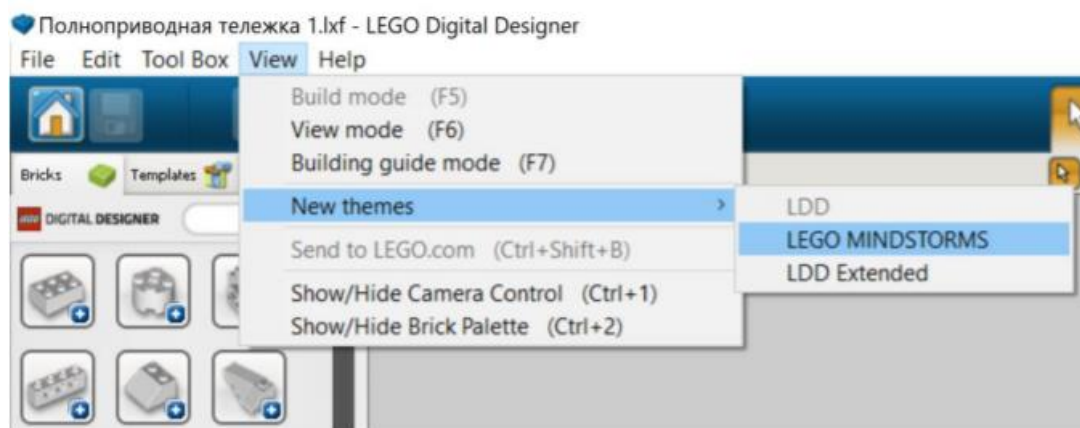 Полноприводная тележка 1.lxf - LEGO Digital Designer
File Edit Tool Box View Help
Build mode (F5)
View mode (F6)
Building guide mode (F7)
Bricks Templates
New themes >
LDD
DIGITAL DESIGNER
LEGO MINDSTORMS
Send to LEGO.com (Ctrl+Shift+B)
LDD Extended
Show/Hide Camera Control (Ctrl+1)
Show/Hide Brick Palette (Ctrl+2)